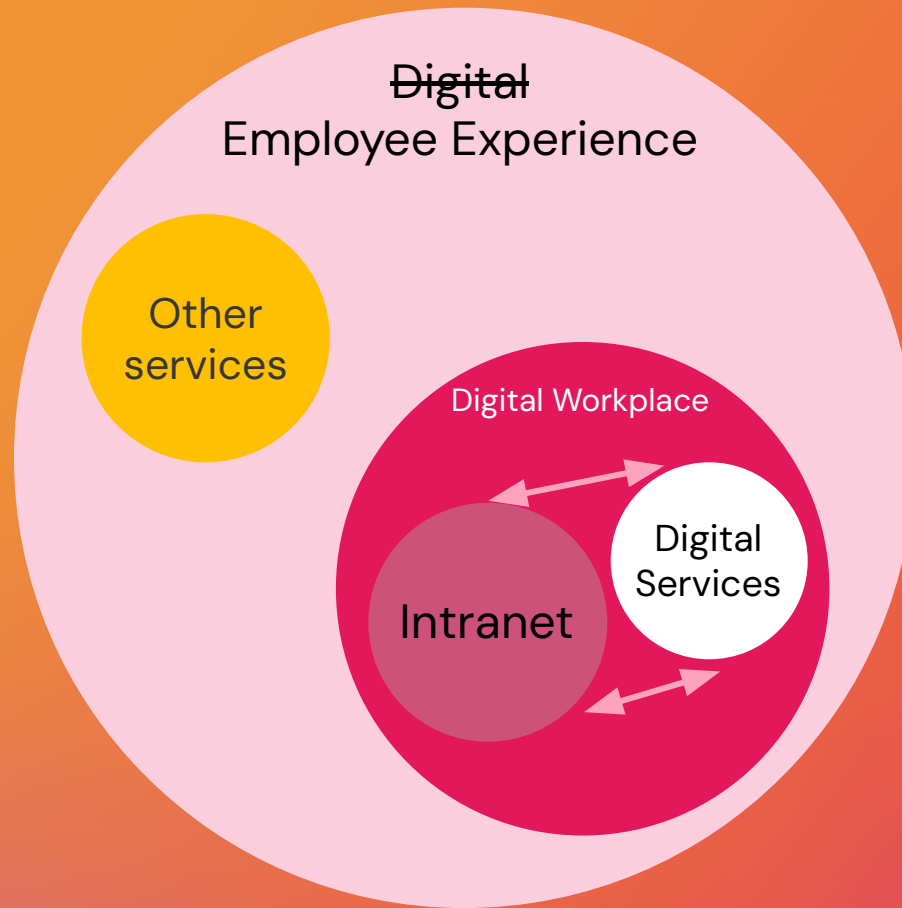 Digital
Employee Experience
Other
services
Digital Workplace
Digital
Services
Intranet